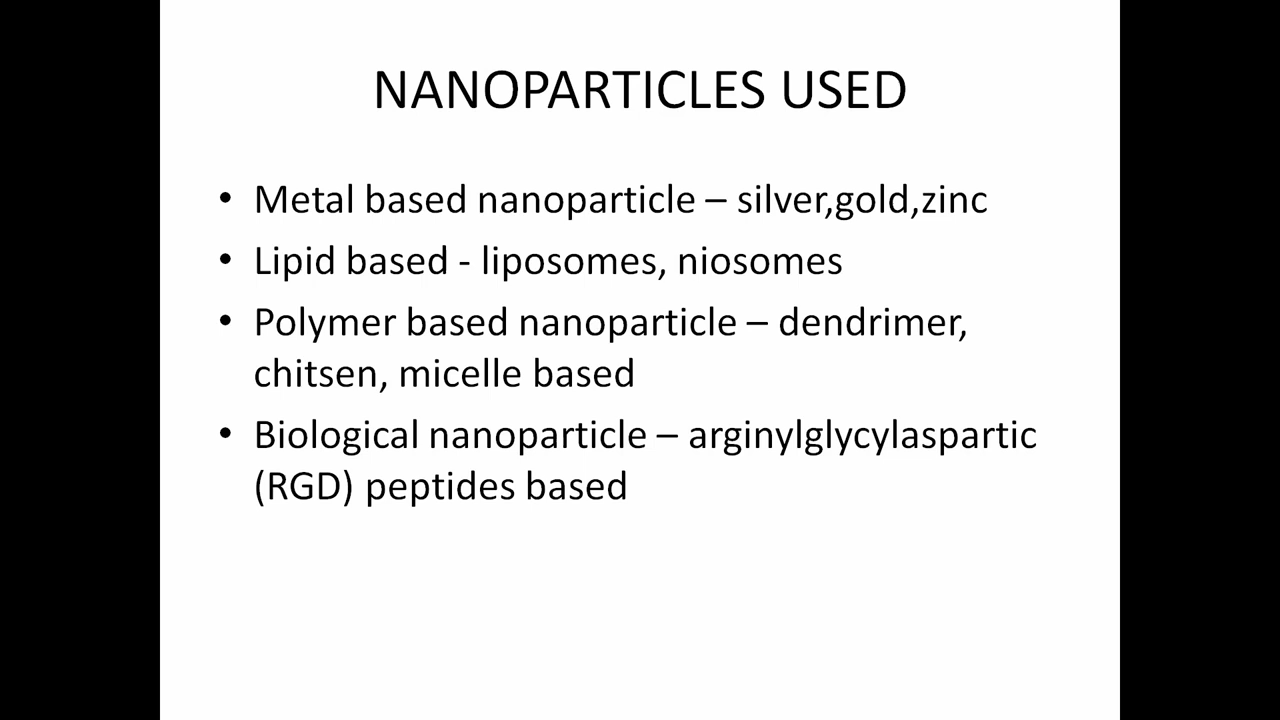 NANOPARTICLES USED
• Metal based nanoparticle – silver,gold,zinc
• Lipid based - liposomes, niosomes
• Polymer based nanoparticle – dendrimer,
chitsen, micelle based
• Biological nanoparticle – arginylglycylaspartic
(RGD) peptides based